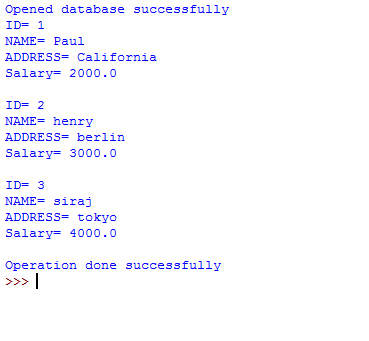 Opened database successfully
ID= 1
NAME= Paul
ADDRESS= California
Salary= 2000.0
ID= 2
NAME= henry
ADDRESS= berlin
Salary= 3000.0
ID= 3
NAME= siraj
ADDRESS= tokyo
Salary= 4000.0
Operation done successfully
>>>